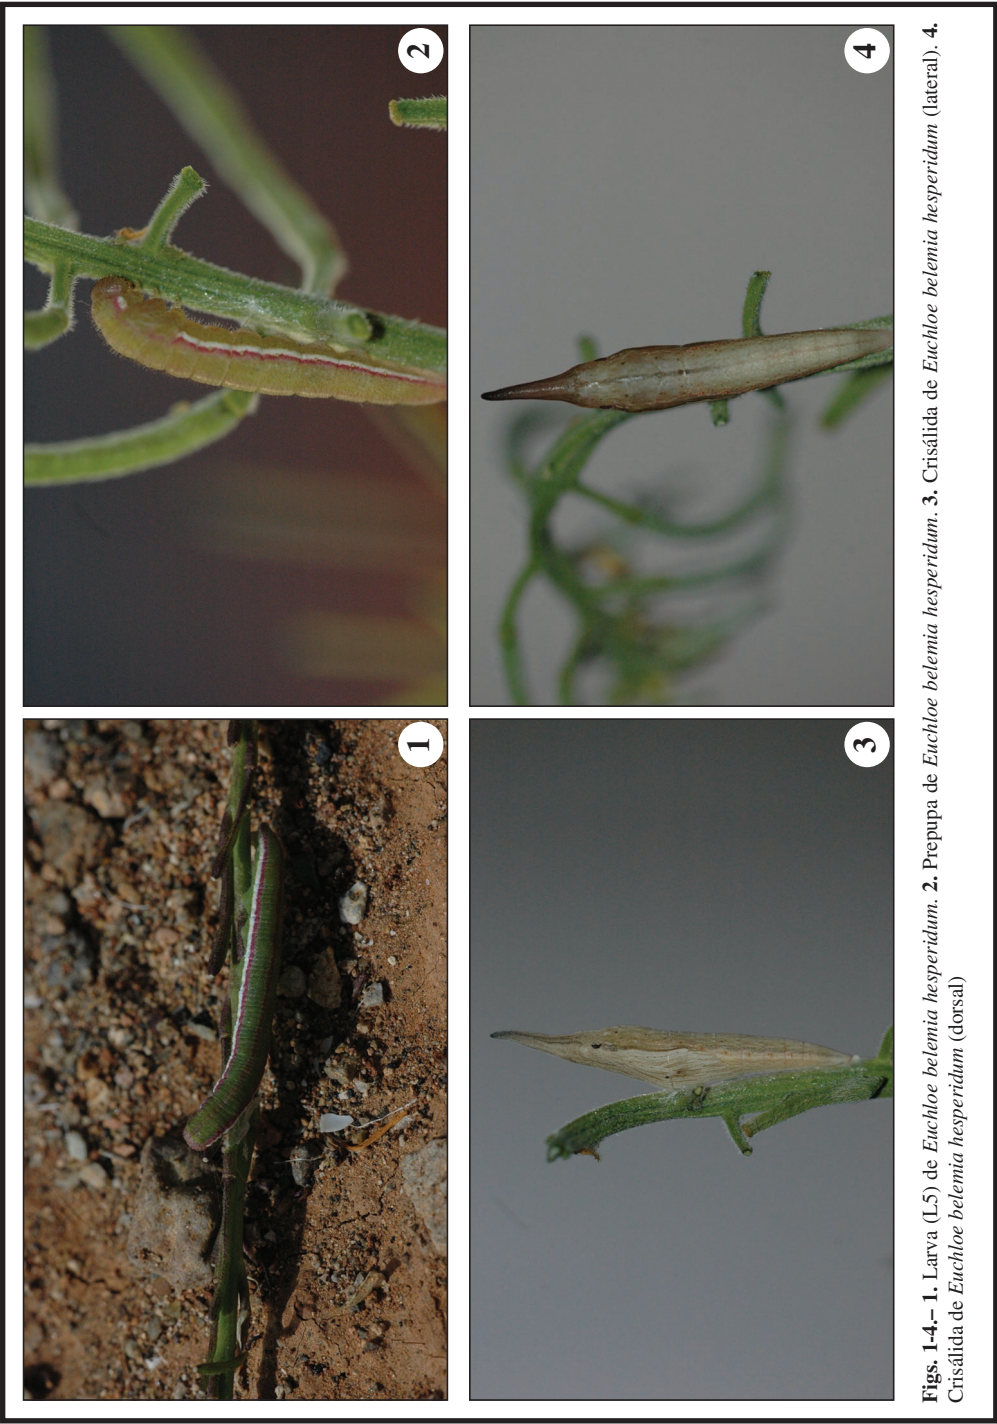 1
2
3
4
Figs. 1-4.– 1. Larva (L5) de Euchloe belemia hesperidum. 2. Prepupa de Euchloe belemia hesperidum. 3. Crisálida de Euchloe belemia hesperidum (lateral). 4.
Crisálida de Euchloe belemia hesperidum (dorsal)